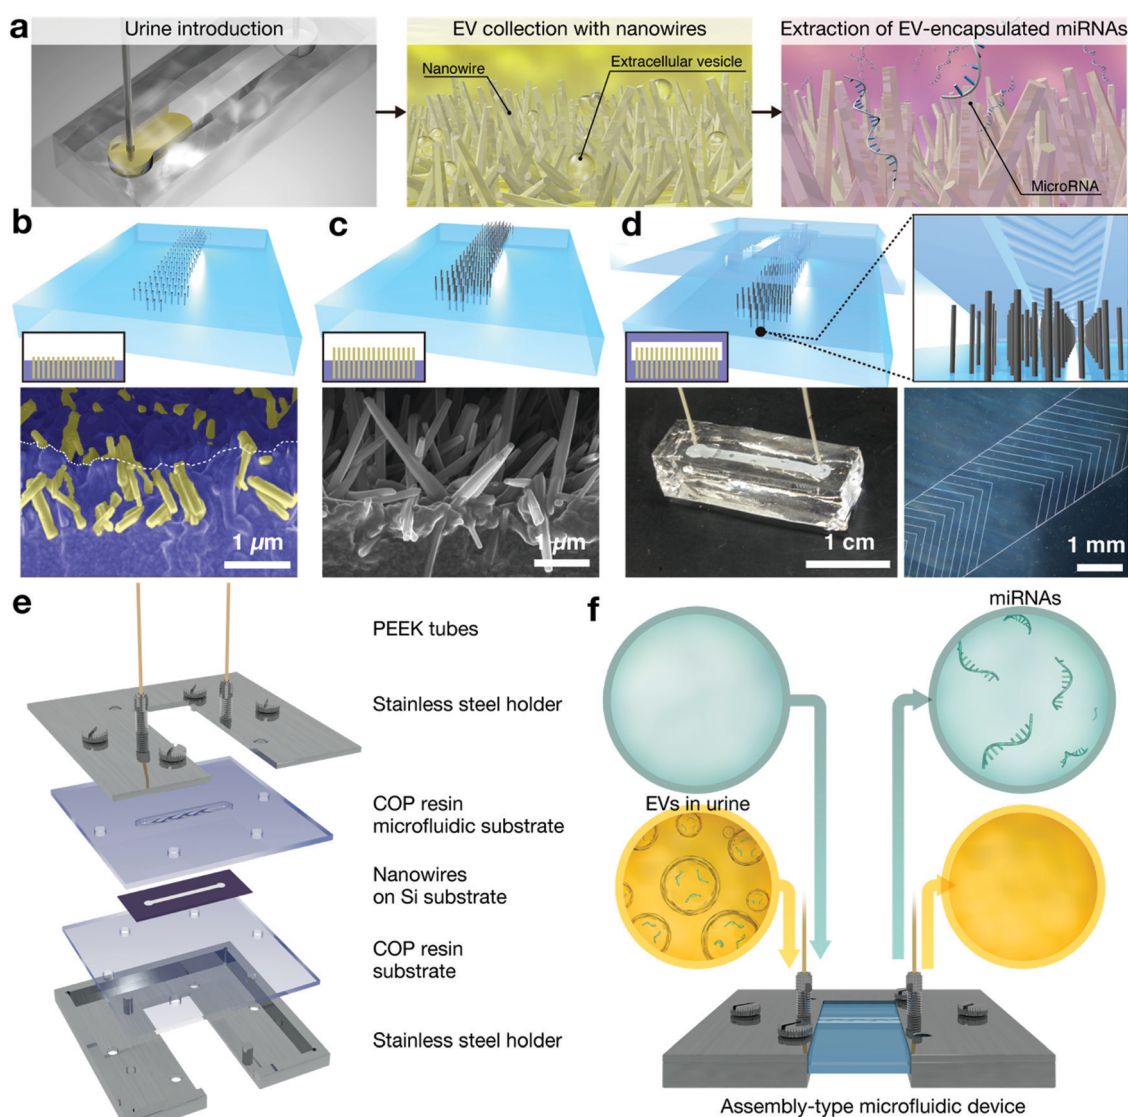 a
Urine introduction
EV collection with nanowires
Extraction of EV-encapsulated miRNAs
Nanowire
Extracellular vesicle
MicroRNA
b
c
d
1 µm
1 µm
1 cm
1 mm
e
PEEK tubes
Stainless steel holder
COP resin
microfluidic substrate
Nanowires
on Si substrate
COP resin
substrate
Stainless steel holder
f
miRNAs
EVs in urine
Assembly-type microfluidic device